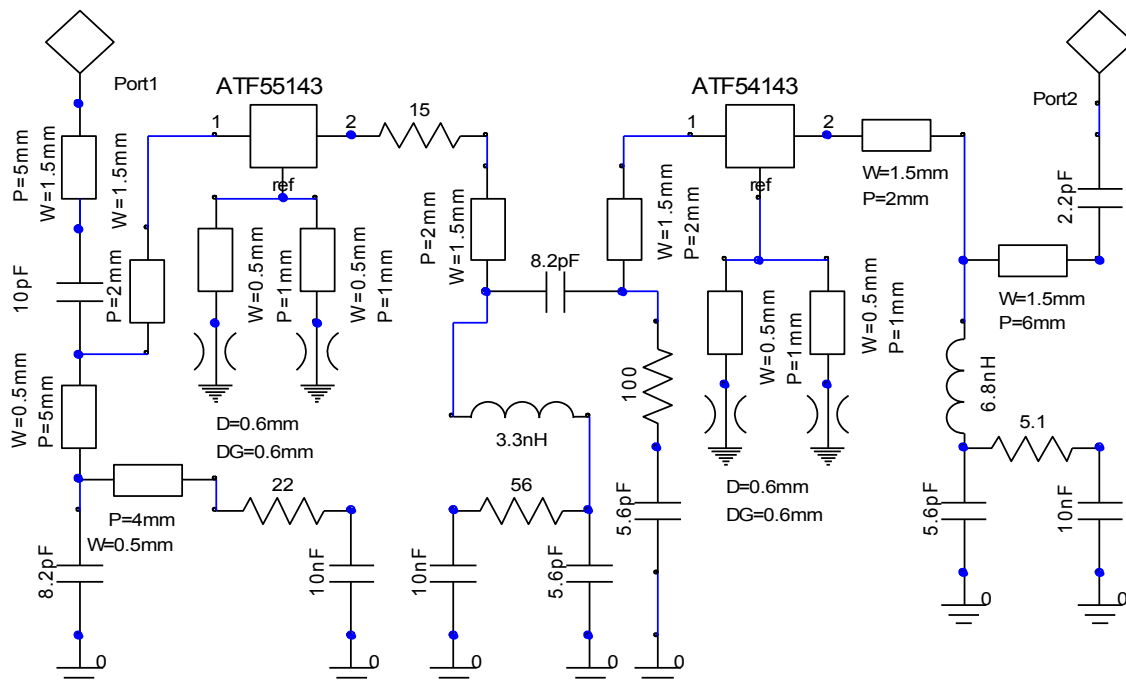 Port1
P=5mm
W=1.5mm
10pF
W=0.5mm
P=5mm
8.2pF
0
W=1.5mm
P=2mm
P=4mm
W=0.5mm
22
10nF
0
ATF55143
1
2
ref
W=0.5mm
P=1mm
W=0.5mm
P=1mm
D=0.6mm
DG=0.6mm
15
P=2mm
W=1.5mm
8.2pF
3.3nH
56
10nF
0
5.6pF
0
W=1.5mm
P=2mm
100
5.6pF
0
ATF54143
1
2
ref
W=0.5mm
P=1mm
W=0.5mm
P=1mm
D=0.6mm
DG=0.6mm
W=1.5mm
P=2mm
Port2
2.2pF
W=1.5mm
P=6mm
6.8nH
5.1
5.6pF
0
10nF
0